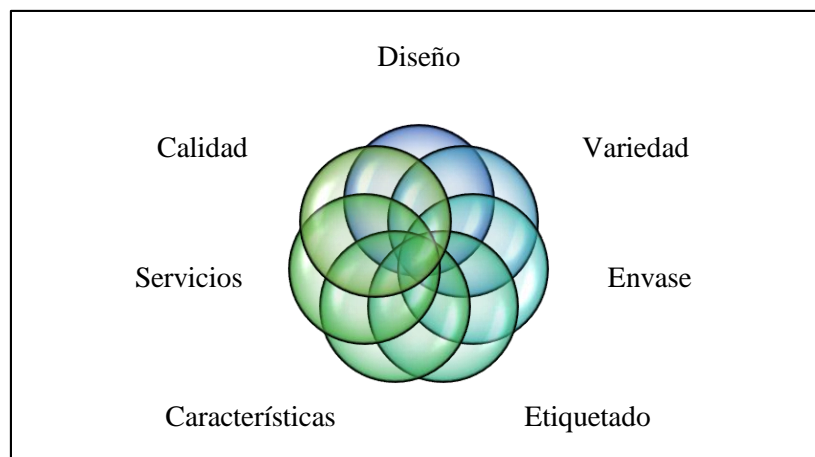 Diseño
Calidad
Variedad
Servicios
Envase
Características
Etiquetado